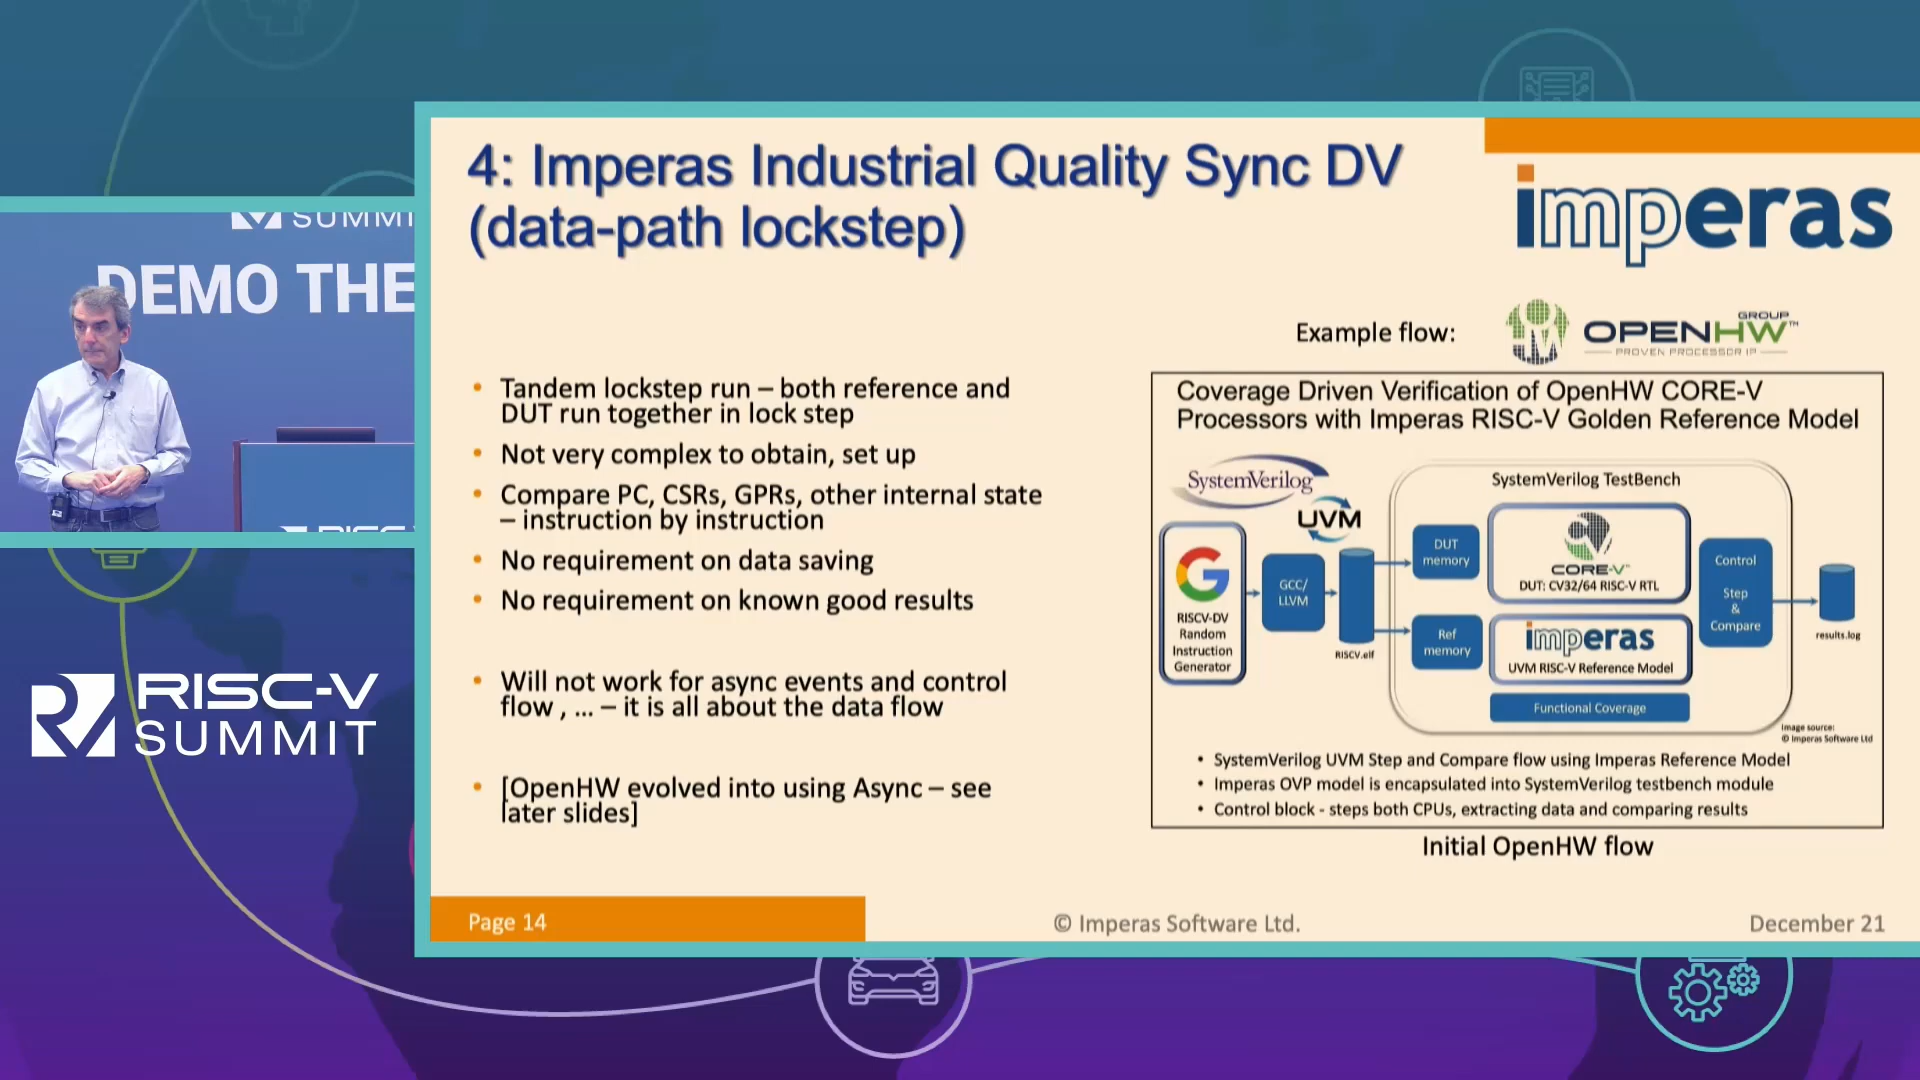 SUMMIT
DEMO THE
RISC-V
RISC-V
SUMMIT
4: Imperas Industrial Quality Sync DV
(data-path lockstep)
imperas
Example flow:
OPENHW
GROUP
TM
PROVEN PROCESSOR IP
• Tandem lockstep run – both reference and
DUT run together in lock step
• Not very complex to obtain, set up
• Compare PC, CSRs, GPRs, other internal state
– instruction by instruction
• No requirement on data saving
• No requirement on known good results
• Will not work for async events and control
flow , ... – it is all about the data flow
• [OpenHW evolved into using Async – see
later slides]
Coverage Driven Verification of OpenHW CORE-V
Processors with Imperas RISC-V Golden Reference Model
SystemVerilog
UVM
SystemVerilog TestBench
G
RISCV-DV
Random
Instruction
Generator
GCC/
LLVM
RISCV.elf
DUT
memory
Ref
memory
CORE-V
DUT: CV32/64 RISC-V RTL
imperas
UVM RISC-V Reference Model
Functional Coverage
Control
Step
&
Compare
results.log
Image source:
© Imperas Software Ltd
• SystemVerilog UVM Step and Compare flow using Imperas Reference Model
• Imperas OVP model is encapsulated into SystemVerilog testbench module
• Control block - steps both CPUs, extracting data and comparing results
Initial OpenHW flow
Page 14
© Imperas Software Ltd.
December 21